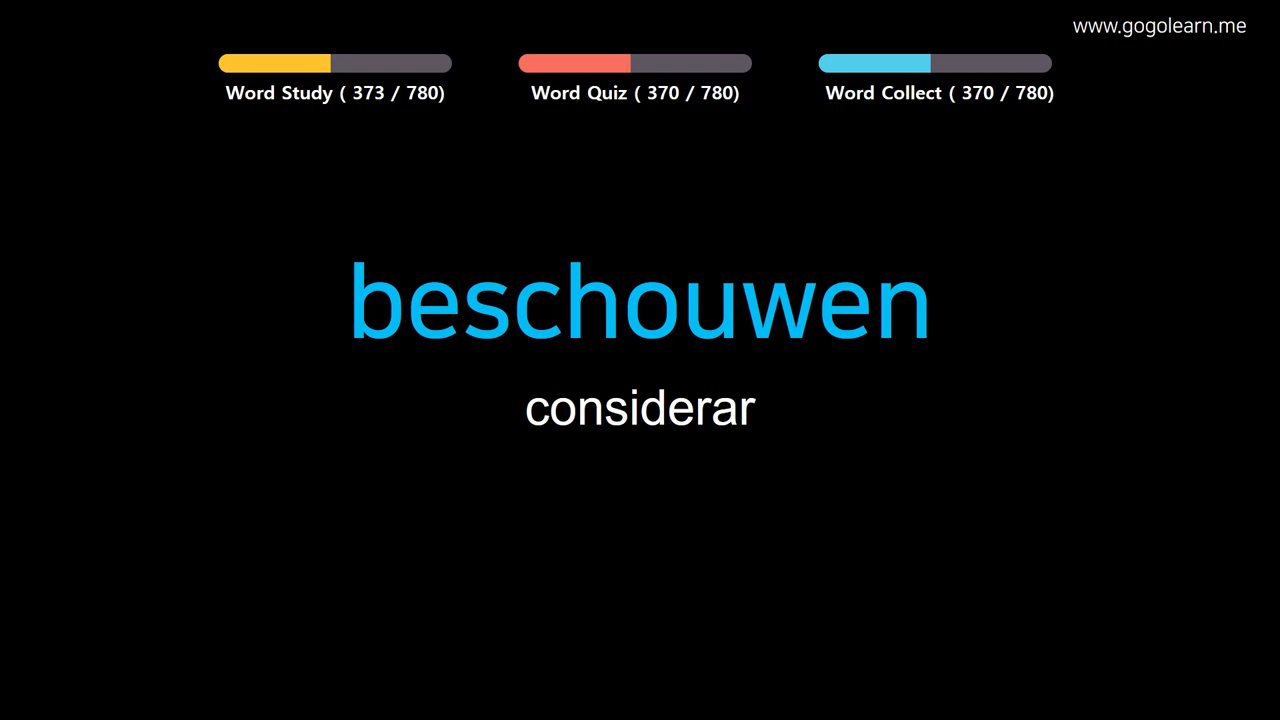 www.gogolearn.me
Word Study ( 373 / 780)
Word Quiz ( 370 / 780)
Word Collect ( 370 / 780)
beschouwen
considerar